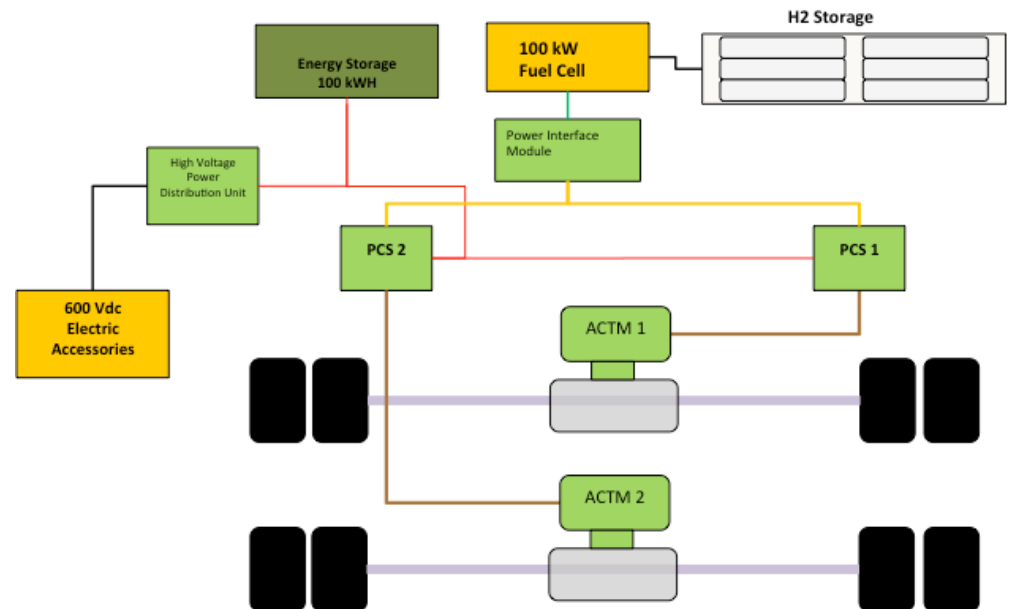 H2 Storage
Energy Storage
100 kWH
100 kW
Fuel Cell
Power Interface
Module
High Voltage
Power
Distribution Unit
PCS 2
PCS 1
600 Vdc
Electric
Accessories
ACTM 1
ACTM 2